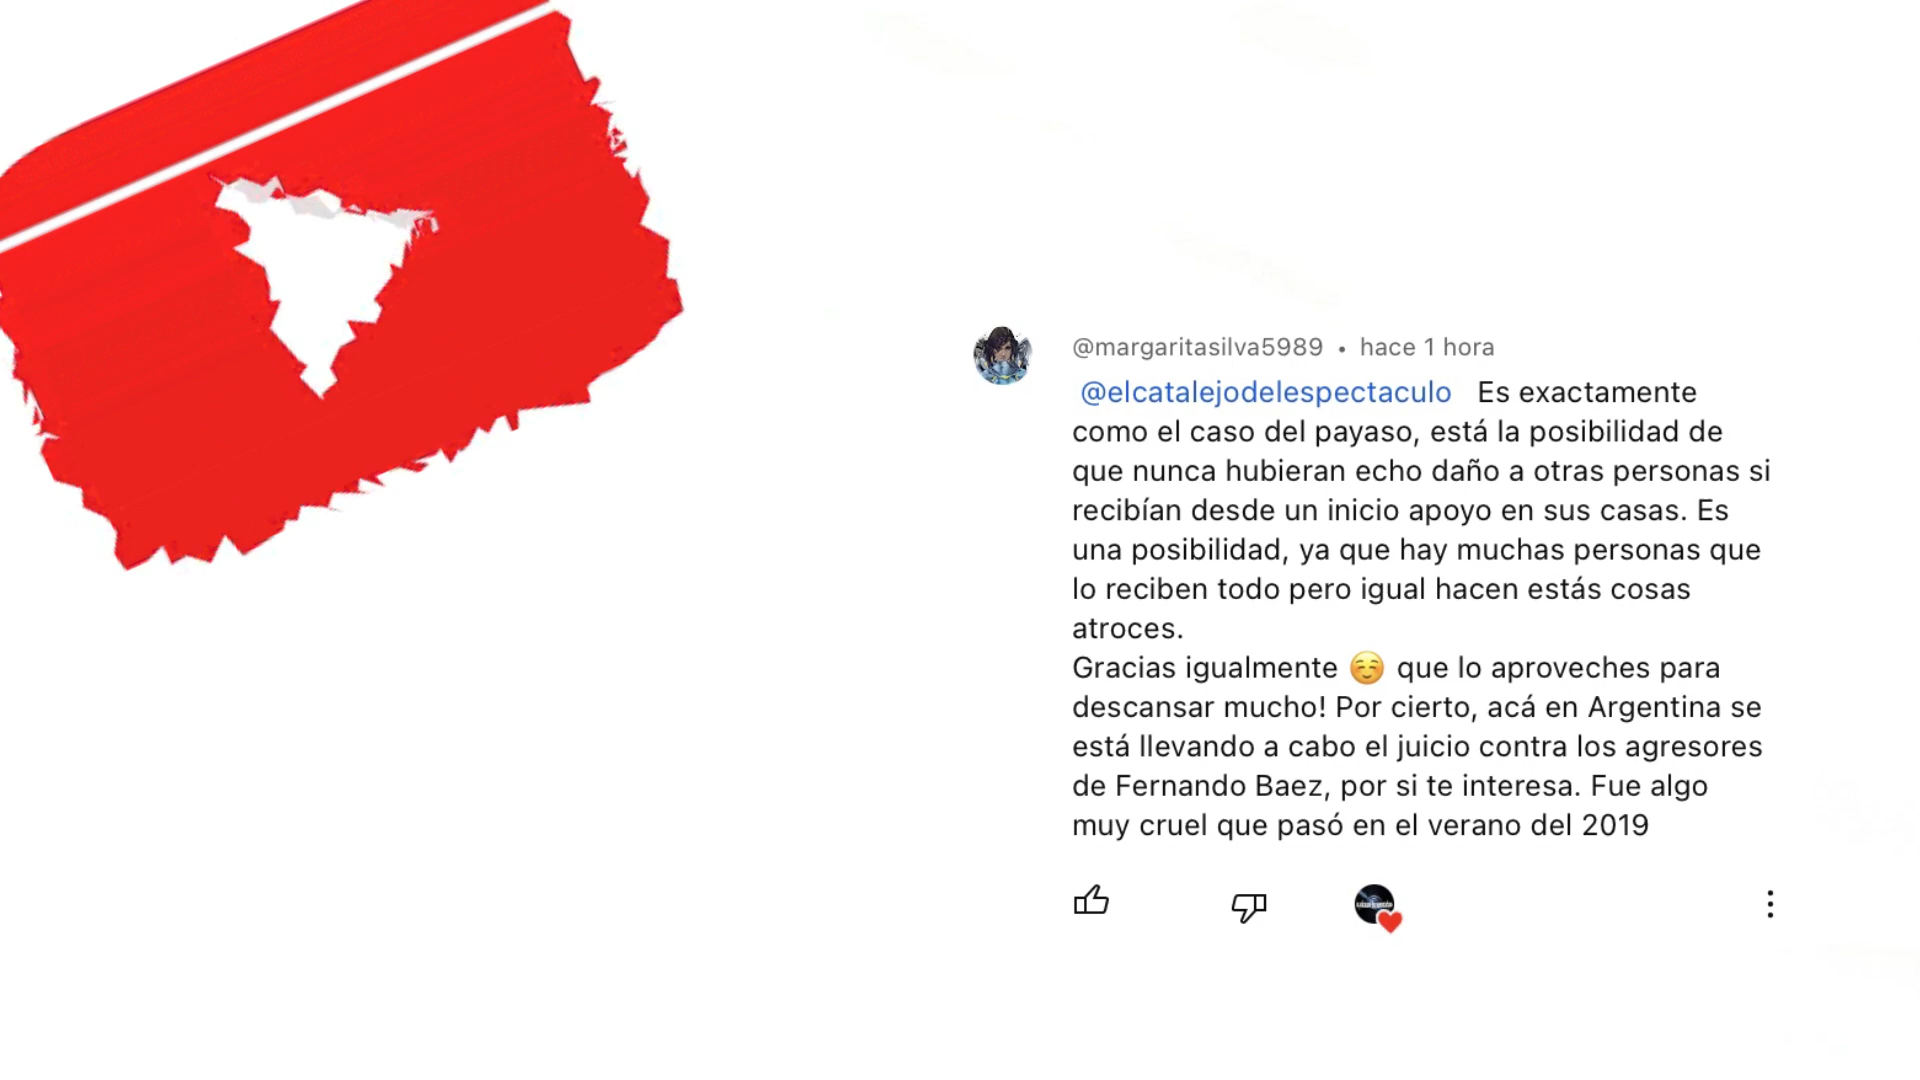 @margaritasilva5989 • hace 1 hora
@elcatalejodelespectaculo Es exactamente
como el caso del payaso, está la posibilidad de
que nunca hubieran echo daño a otras personas si
recibían desde un inicio apoyo en sus casas. Es
una posibilidad, ya que hay muchas personas que
lo reciben todo pero igual hacen estás cosas
atroces.
Gracias igualmente ☺️ que lo aproveches para
descansar mucho! Por cierto, acá en Argentina se
está llevando a cabo el juicio contra los agresores
de Fernando Baez, por si te interesa. Fue algo
muy cruel que pasó en el verano del 2019